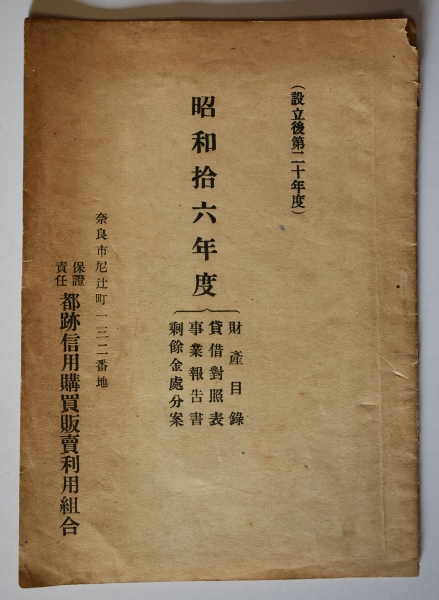 (設立後第二十年度)
昭和拾六年度
財產目錄
貸借對照表
事業報告書
剩餘金處分案
奈良市尼辻町一三二番地
保證
責任
都跡信用購買販賣利用組合